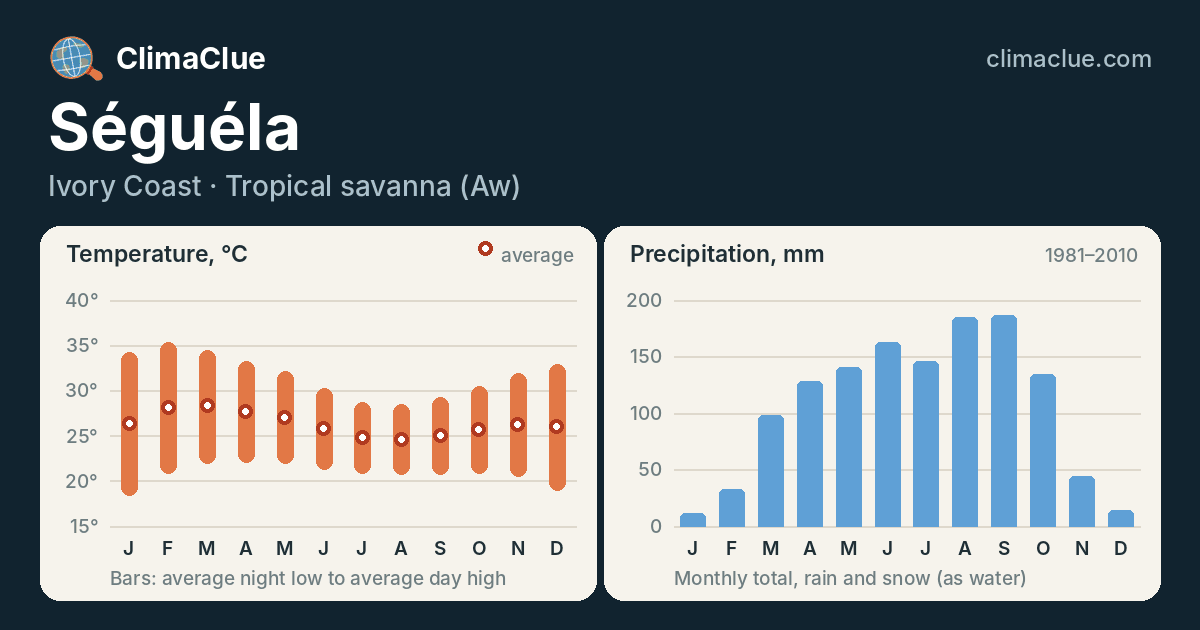 ClimaClue
climaclue.com
Séguéla
Ivory Coast · Tropical savanna (Aw)
Temperature, °C
average
40°
35°
30°
25°
20°
15°
J F M A M J J A S O N D
Bars: average night low to average day high
Precipitation, mm
1981–2010
200
150
100
50
0
J F M A M J J A S O N D
Monthly total, rain and snow (as water)